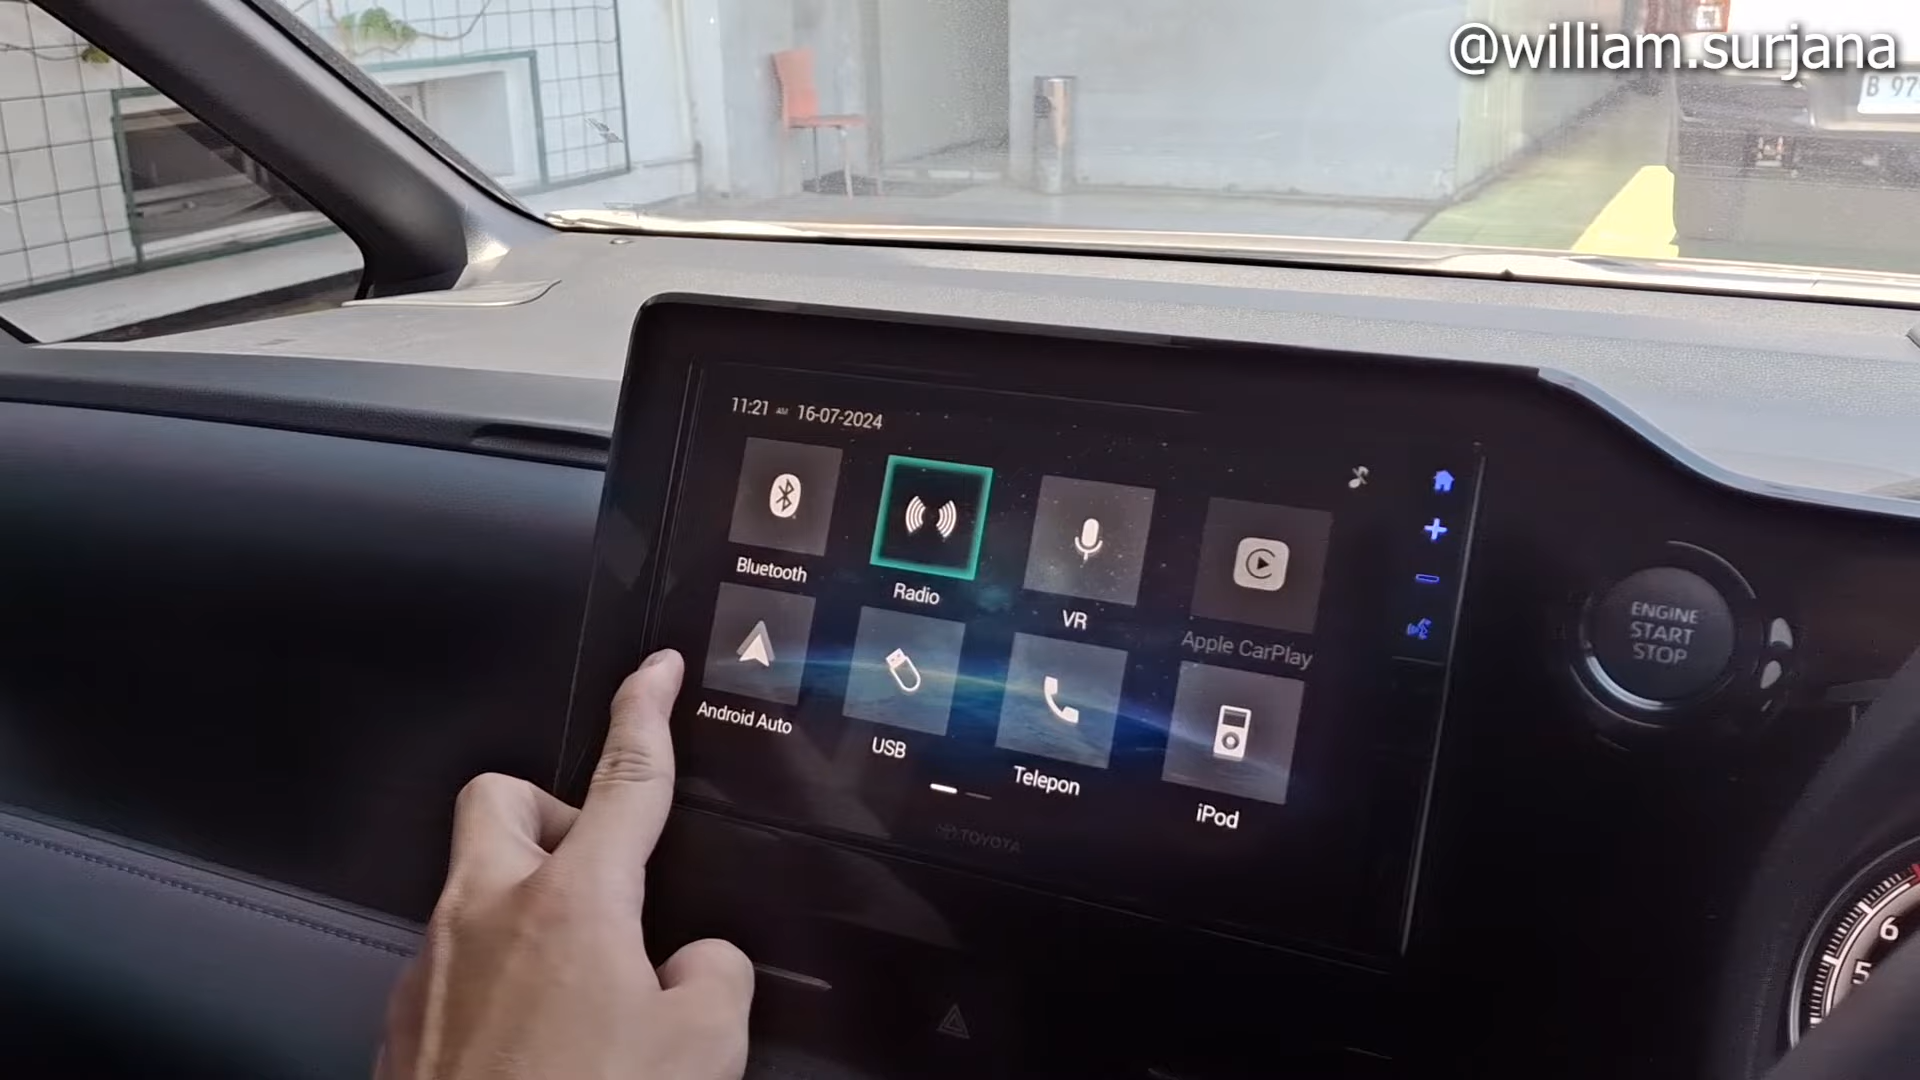 @william.surjana
B 97
11:21 AM 16-07-2024
Bluetooth
Radio
VR
Apple CarPlay
Android Auto
USB
Telepon
iPod
TOYOTA
ENGINE
START
STOP
6
5